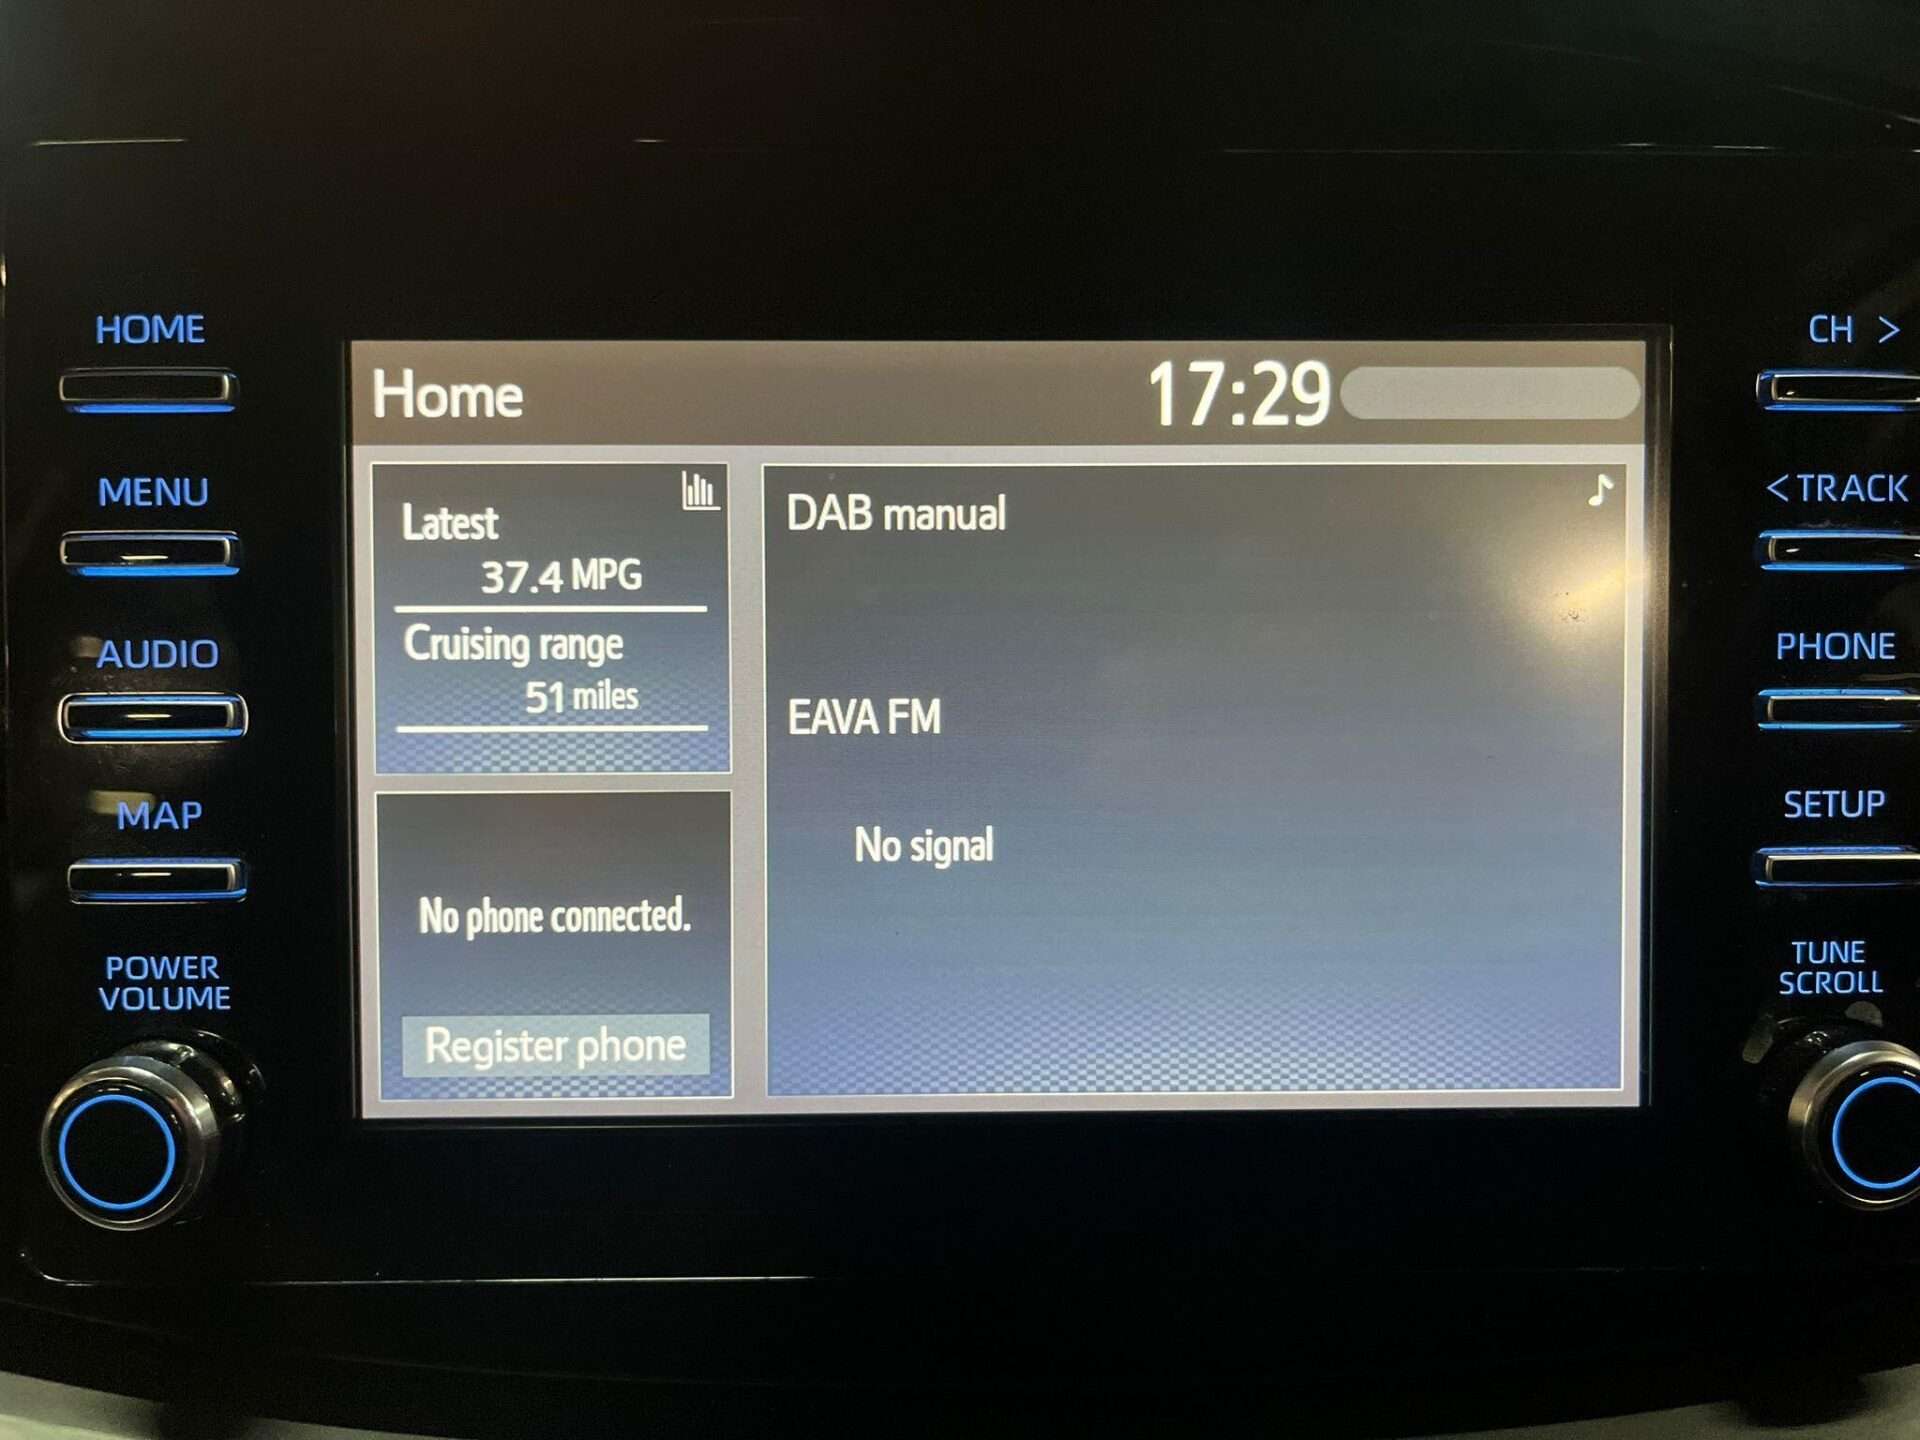 HOME
MENU
AUDIO
MAP
POWER
VOLUME
Home
17:29
Latest
37.4 MPG
Cruising range
51 miles
No phone connected.
Register phone
DAB manual
EAVA FM
No signal
CH >
< TRACK
PHONE
SETUP
TUNE
SCROLL